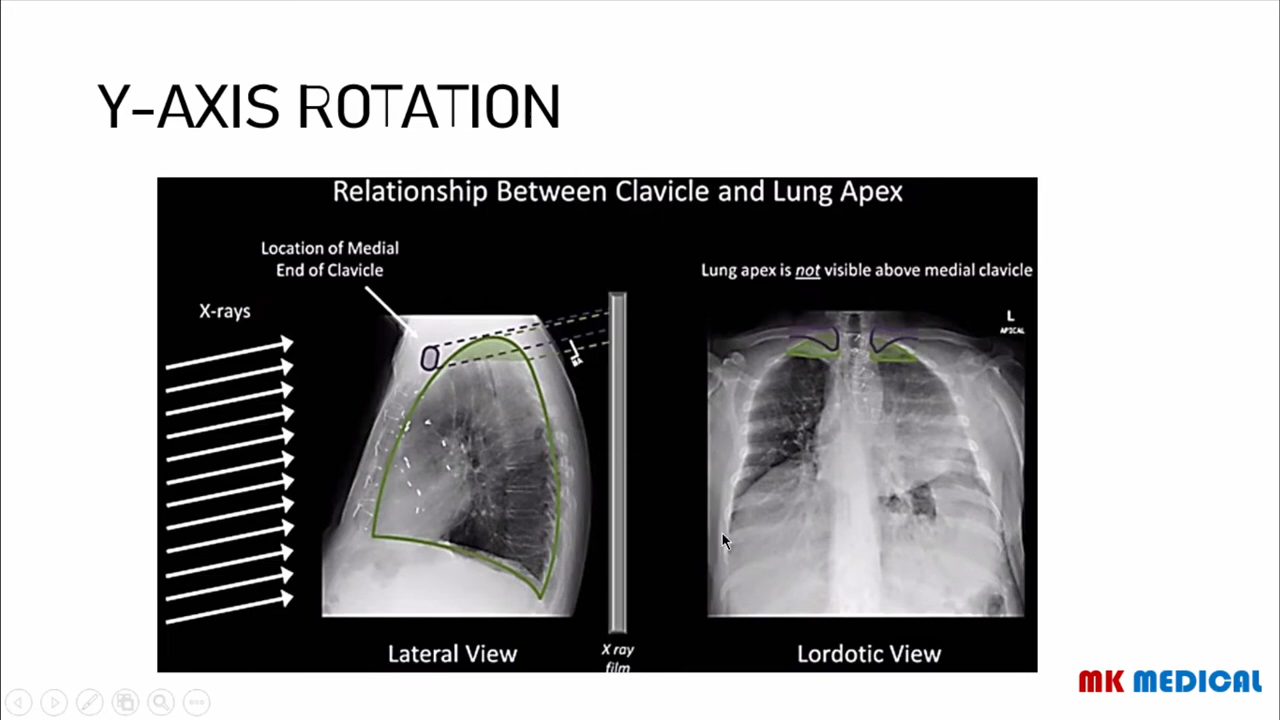 Y-AXIS ROTATION
Relationship Between Clavicle and Lung Apex
Location of Medial
End of Clavicle
Lung apex is not visible above medial clavicle
X-rays
L
APICAL
Lateral View
X ray
film
Lordotic View
MK MEDICAL